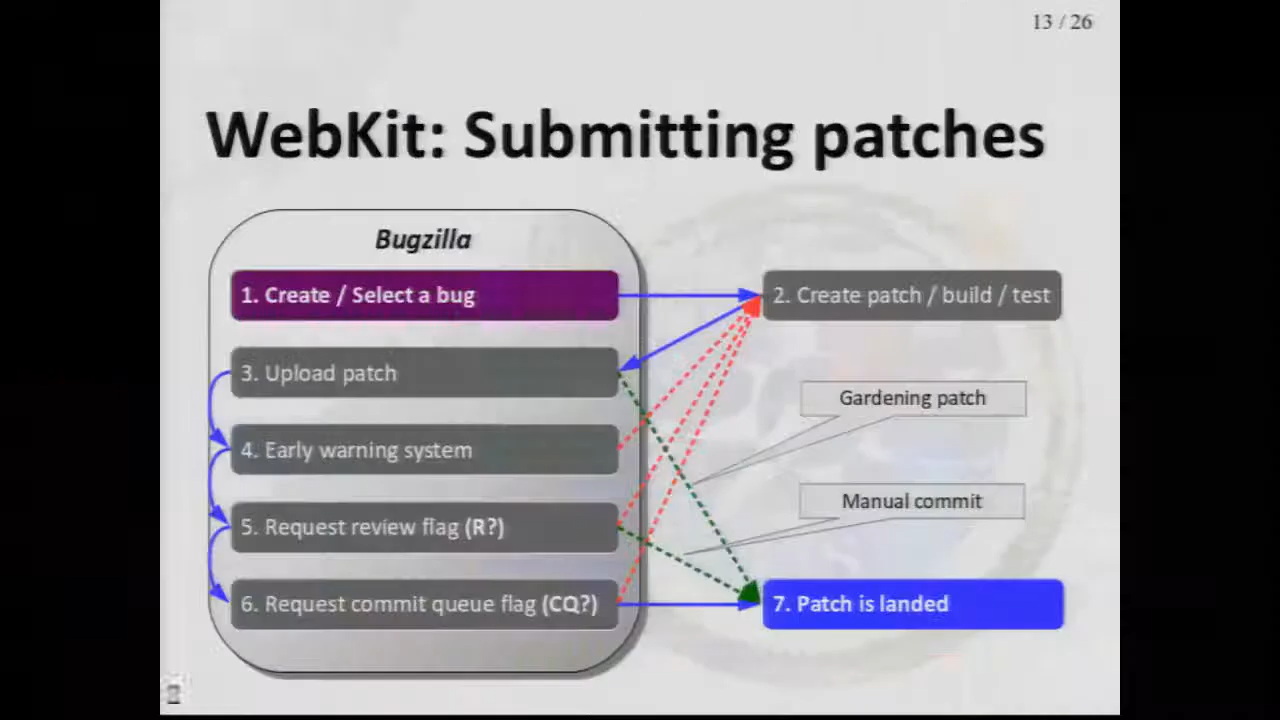 13 / 26
WebKit: Submitting patches
Bugzilla
1. Create / Select a bug
2. Create patch / build / test
3. Upload patch
Gardening patch
4. Early warning system
Manual commit
5. Request review flag (R?)
6. Request commit queue flag (CQ?)
7. Patch is landed